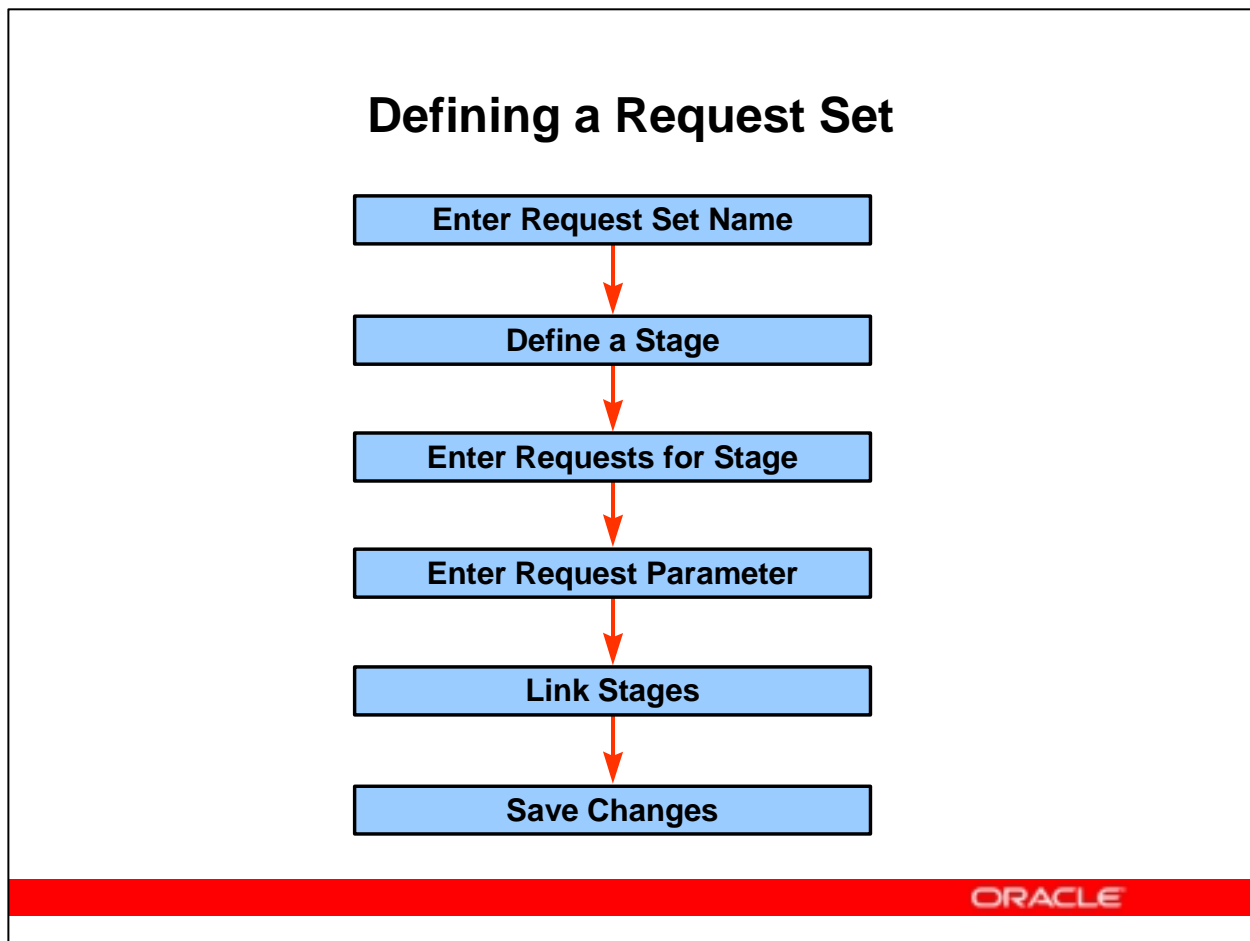 Defining a Request Set
Enter Request Set Name
Define a Stage
Enter Requests for Stage
Enter Request Parameter
Link Stages
Save Changes
ORACLE